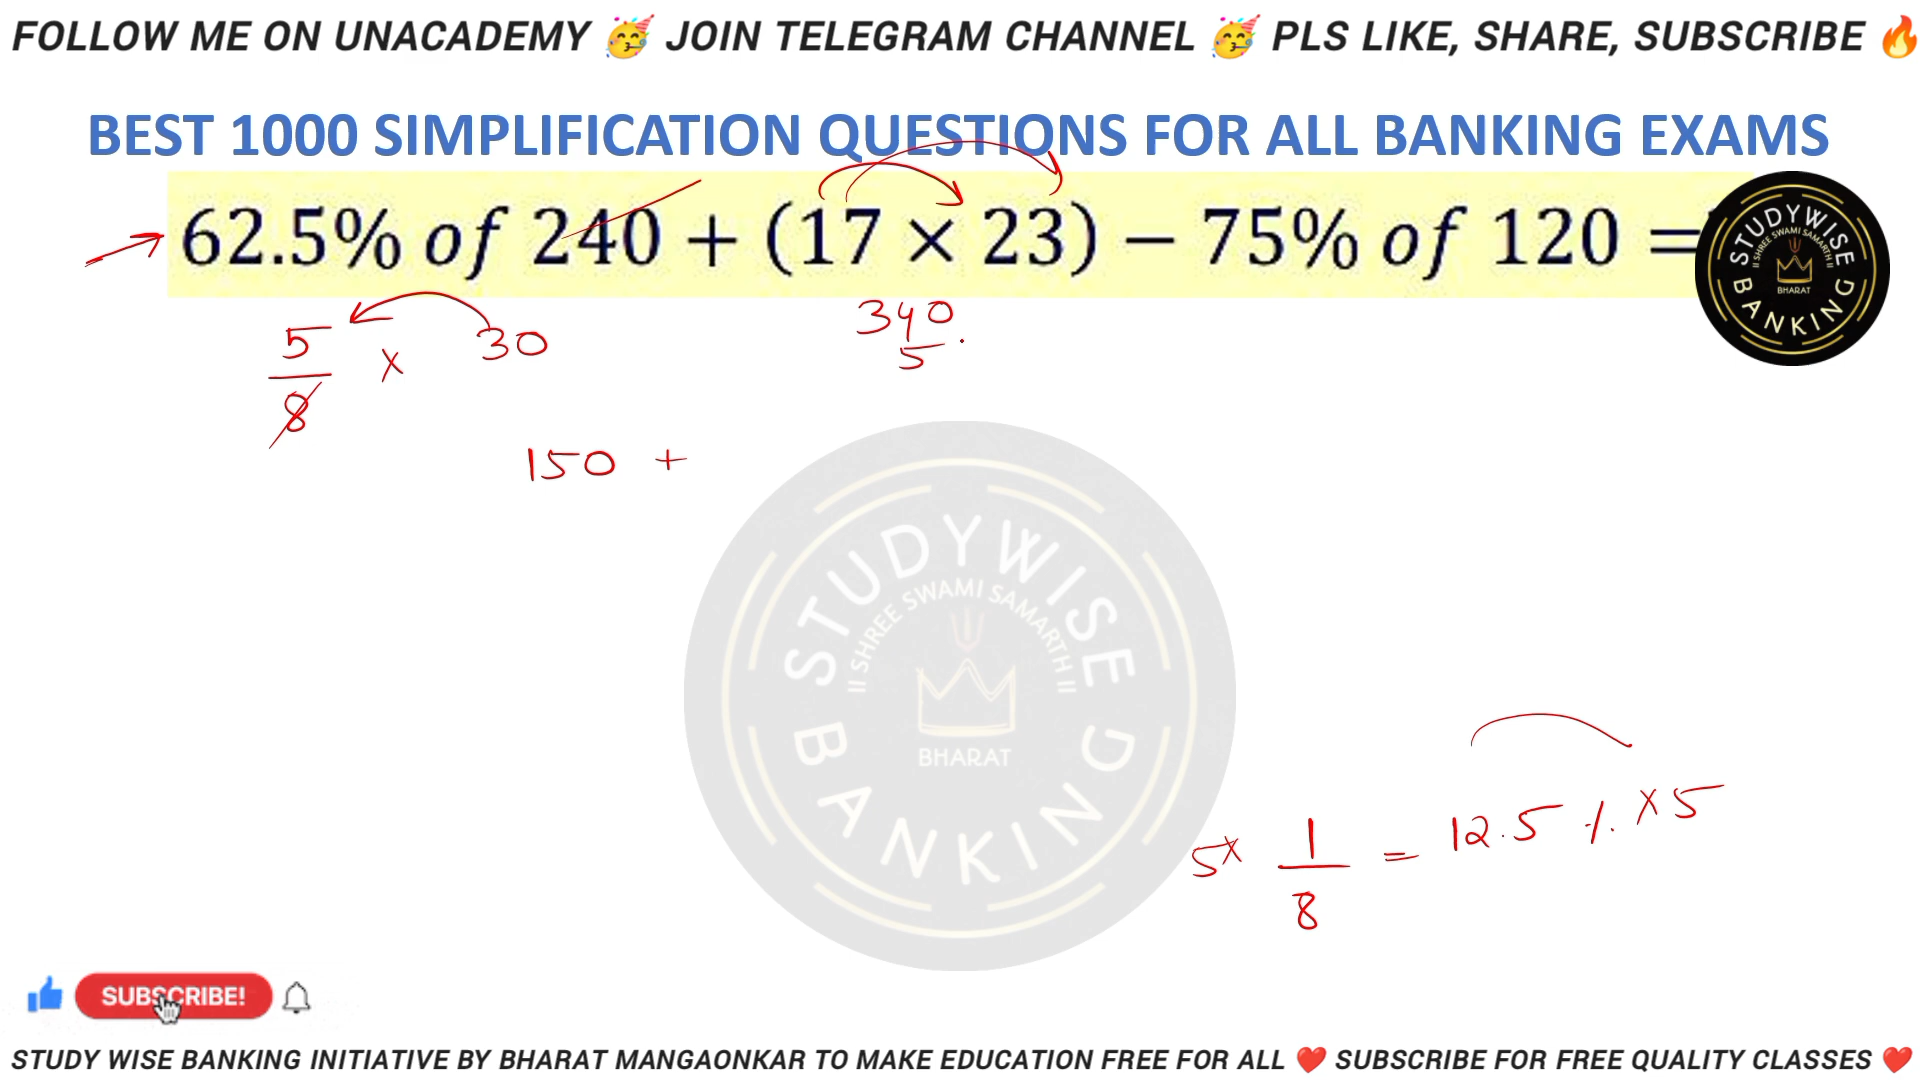 FOLLOW ME ON UNACADEMY 🥳 JOIN TELEGRAM CHANNEL 🥳 PLS LIKE, SHARE, SUBSCRIBE 🔥
BEST 1000 SIMPLIFICATION QUESTIONS FOR ALL BANKING EXAMS
62.5% of 240 + (17 × 23) − 75% of 120 =
STUDYWISE
|| SHREE SWAMI SAMARTH ||
BHARAT
BANKING
5/8 × 30
340
5
150 +
STUDYWISE
|| SHREE SWAMI SAMARTH ||
BHARAT
BANKING
5× 1/8 = 12.5 % ×5
SUBSCRIBE!
STUDY WISE BANKING INITIATIVE BY BHARAT MANGAONKAR TO MAKE EDUCATION FREE FOR ALL ❤️ SUBSCRIBE FOR FREE QUALITY CLASSES ❤️